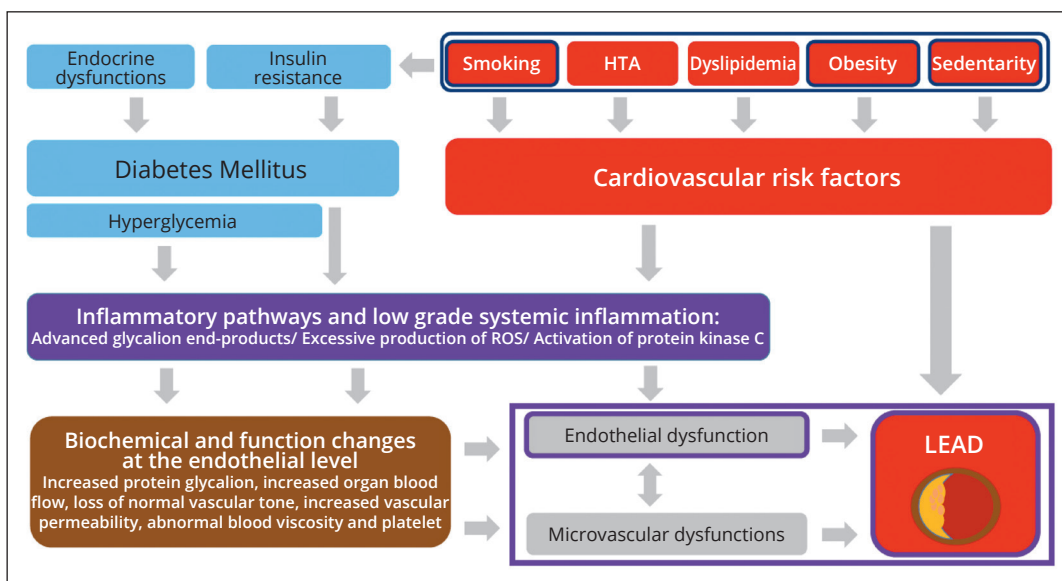 Endocrine
dysfunctions
Insulin
resistance
Smoking
HTA
Dyslipidemia
Obesity
Sedentarity
Diabetes Mellitus
Cardiovascular risk factors
Hyperglycemia
Inflammatory pathways and low grade systemic inflammation:
Advanced glycalion end-products/ Excessive production of ROS/ Activation of protein kinase C
Biochemical and function changes
at the endothelial level
Increased protein glycalion, increased organ blood
flow, loss of normal vascular tone, increased vascular
permeability, abnormal blood viscosity and platelet
Endothelial dysfunction
Microvascular dysfunctions
LEAD